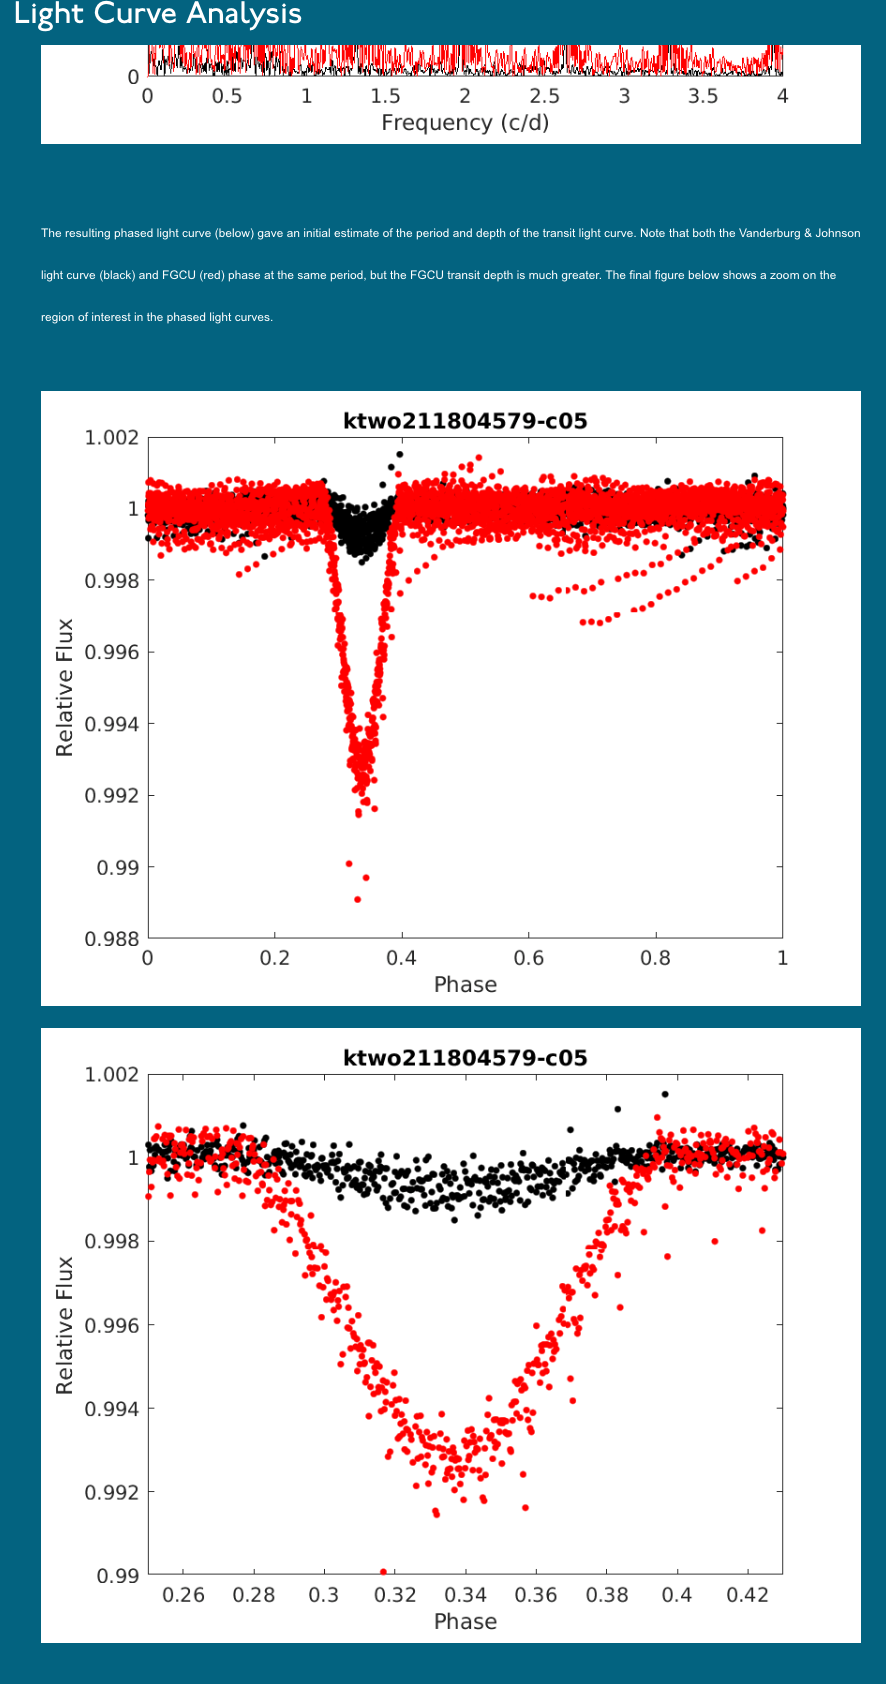 Light Curve Analysis
0
0 0.5 1 1.5 2 2.5 3 3.5 4
Frequency (c/d)
The resulting phased light curve (below) gave an initial estimate of the period and depth of the transit light curve. Note that both the Vanderburg & Johnson
light curve (black) and FGCU (red) phase at the same period, but the FGCU transit depth is much greater. The final figure below shows a zoom on the
region of interest in the phased light curves.
ktwo211804579-c05
1.002
1
0.998
0.996
0.994
0.992
0.99
0.988
Relative Flux
0 0.2 0.4 0.6 0.8 1
Phase
ktwo211804579-c05
1.002
1
0.998
0.996
0.994
0.992
0.99
Relative Flux
0.26 0.28 0.3 0.32 0.34 0.36 0.38 0.4 0.42
Phase